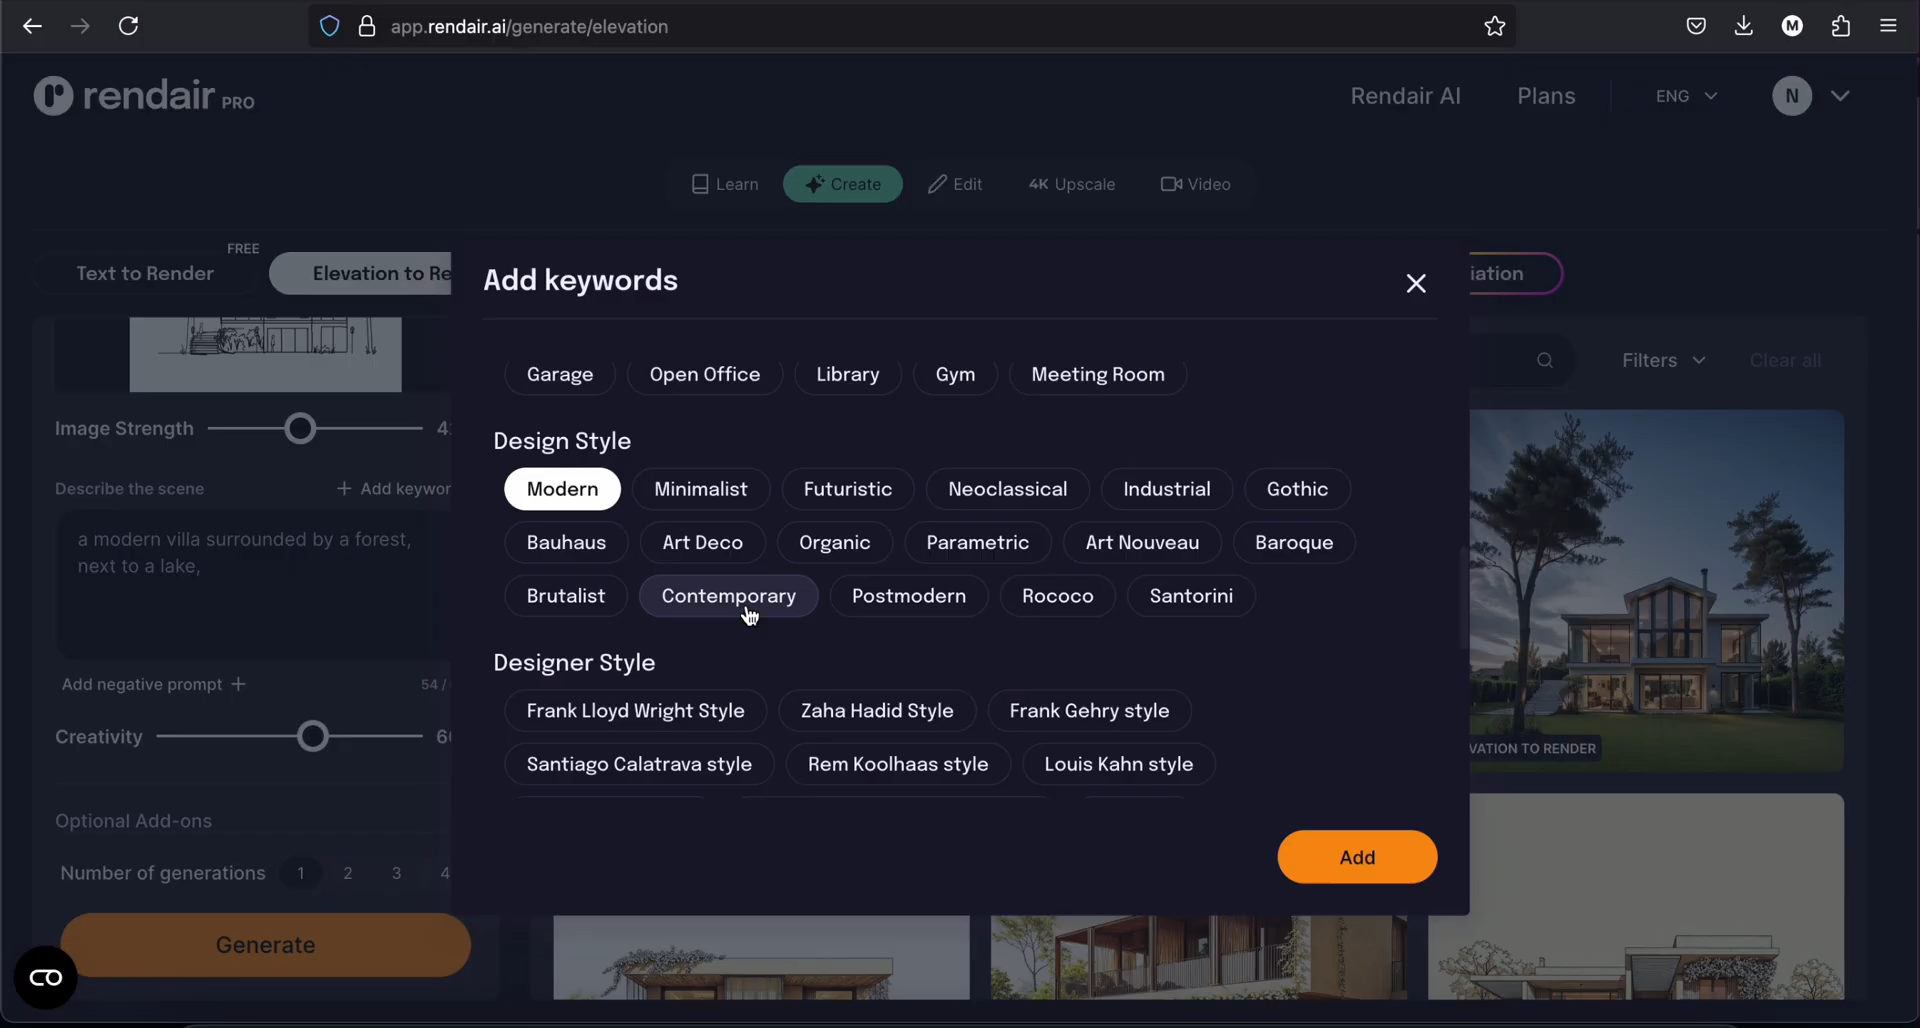 app.rendair.ai/generate/elevation
M
rendair PRO
Rendair AI
Plans
ENG
N
Learn
Create
Edit
4K Upscale
Video
FREE
Text to Render
Elevation to Re
iation
Add keywords
Garage
Open Office
Library
Gym
Meeting Room
Filters
Clear all
Image Strength
Design Style
Modern
Minimalist
Futuristic
Neoclassical
Industrial
Gothic
Describe the scene
+ Add keywor
Bauhaus
Art Deco
Organic
Parametric
Art Nouveau
Baroque
a modern villa surrounded by a forest,
next to a lake,
Brutalist
Contemporary
Postmodern
Rococo
Santorini
Designer Style
Add negative prompt +
54 /
Frank Lloyd Wright Style
Zaha Hadid Style
Frank Gehry style
Creativity
Santiago Calatrava style
Rem Koolhaas style
Louis Kahn style
VATION TO RENDER
Optional Add-ons
Add
Number of generations
1
2
3
4
Generate